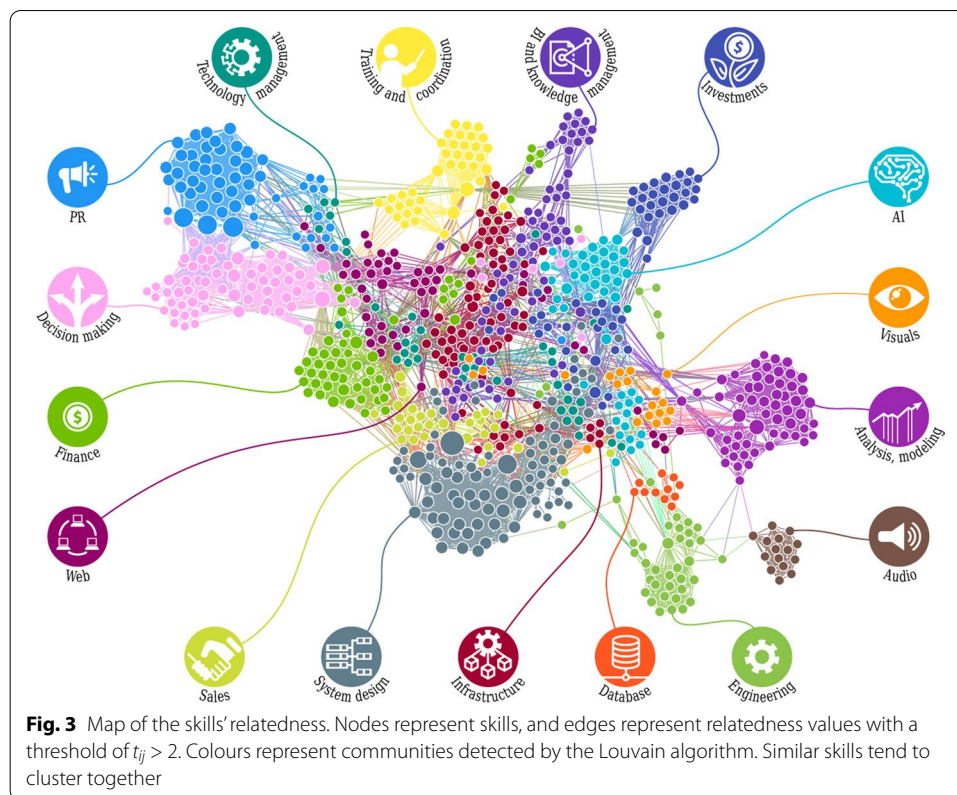 Technology
management
Training and
coordination
BI and knowledge
management
Investments
PR
AI
Decision making
Visuals
Finance
Analysis, modeling
Web
Audio
Sales
System design
Infrastructure
Database
Engineering
$
$
Fig. 3 Map of the skills’ relatedness. Nodes represent skills, and edges represent relatedness values with a
threshold of tij > 2. Colours represent communities detected by the Louvain algorithm. Similar skills tend to
cluster together